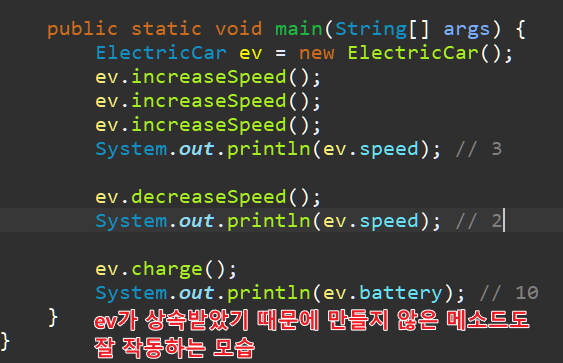 public static void main(String[] args) {
ElectricCar ev = new ElectricCar();
ev.increaseSpeed();
ev.increaseSpeed();
ev.increaseSpeed();
System.out.println(ev.speed); // 3
ev.decreaseSpeed();
System.out.println(ev.speed); // 2
ev.charge();
System.out.println(ev.battery); // 10
}
ev가 상속받았기 때문에 만들지 않은 메소드도
잘 작동하는 모습
}